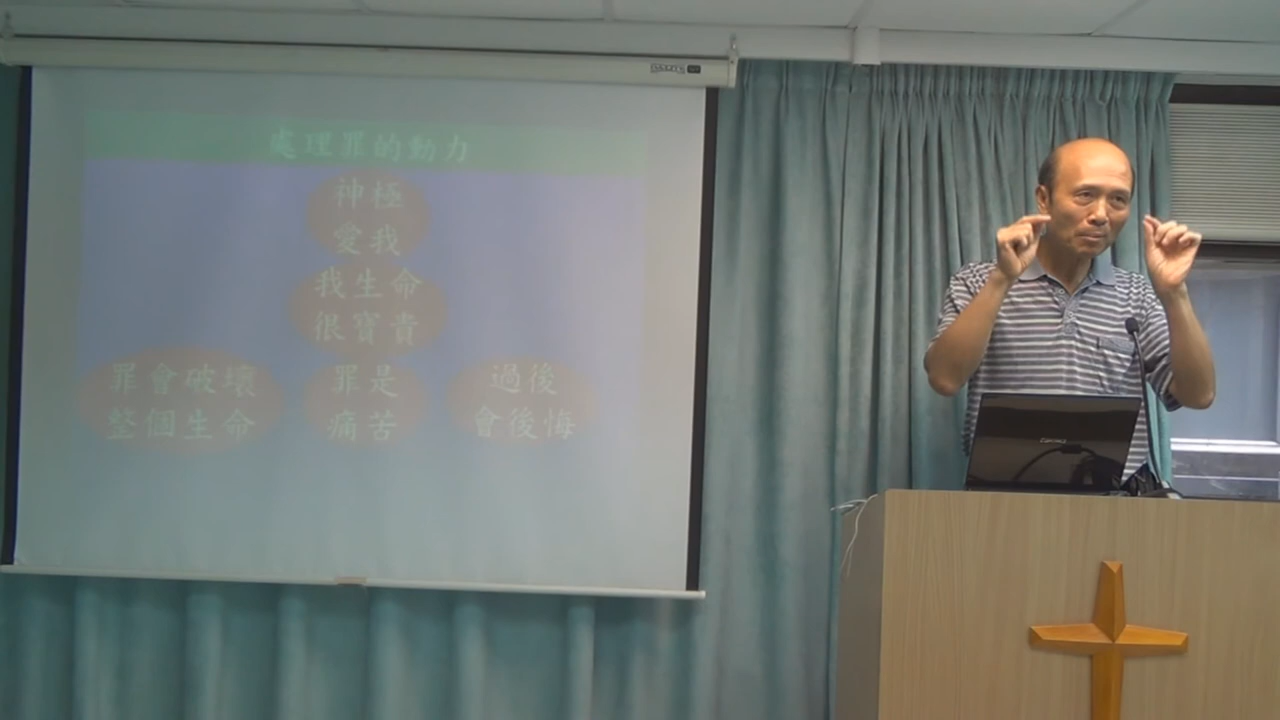 處理罪的動力
神極
愛我
我生命
很寶貴
罪會破壞
整個生命
罪是
痛苦
過後
會後悔